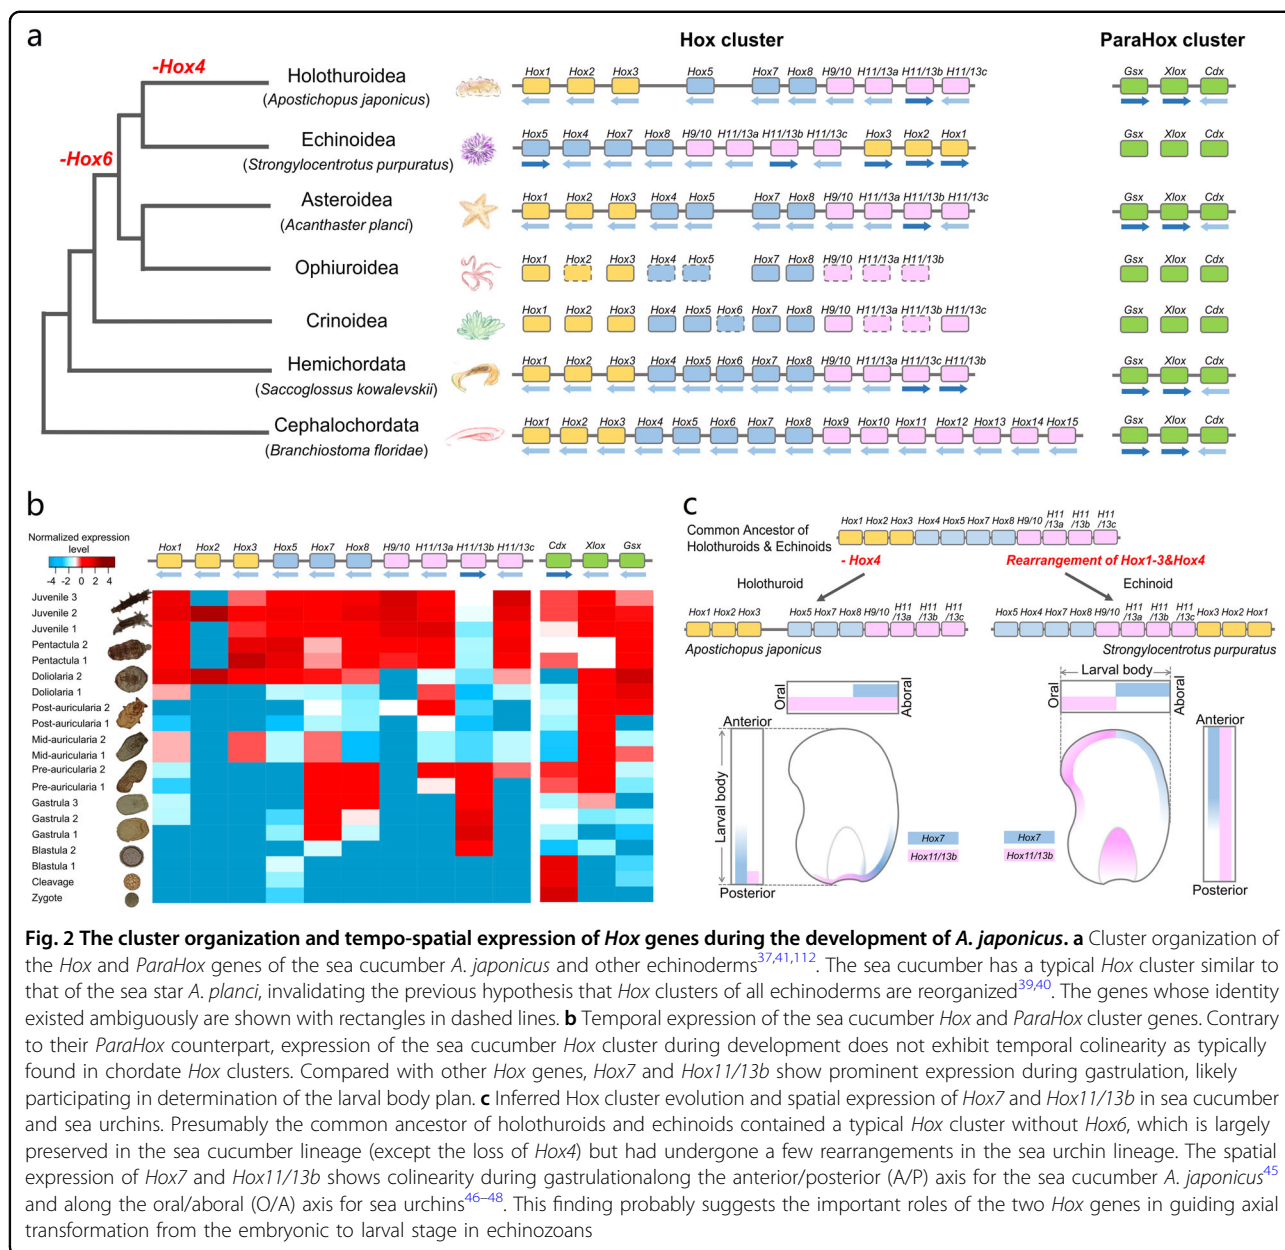 a
Hox cluster
ParaHox cluster
-Hox4
-Hox6
Holothuroidea
(Apostichopus japonicus)
Hox1 Hox2 Hox3 Hox5 Hox7 Hox8 H9/10 H11/13a H11/13b H11/13c
Gsx Xlox Cdx
Echinoidea
(Strongylocentrotus purpuratus)
Hox5 Hox4 Hox7 Hox8 H9/10 H11/13a H11/13b H11/13c Hox3 Hox2 Hox1
Gsx Xlox Cdx
Asteroidea
(Acanthaster planci)
Hox1 Hox2 Hox3 Hox4 Hox5 Hox7 Hox8 H9/10 H11/13a H11/13b H11/13c
Gsx Xlox Cdx
Ophiuroidea
Hox1 Hox2 Hox3 Hox4 Hox5 Hox7 Hox8 H9/10 H11/13a H11/13b
Gsx Xlox Cdx
Crinoidea
Hox1 Hox2 Hox3 Hox4 Hox5 Hox6 Hox7 Hox8 H9/10 H11/13a H11/13b H11/13c
Gsx Xlox Cdx
Hemichordata
(Saccoglossus kowalevskii)
Hox1 Hox2 Hox3 Hox4 Hox5 Hox6 Hox7 Hox8 H9/10 H11/13a H11/13c H11/13b
Gsx Xlox Cdx
Cephalochordata
(Branchiostoma floridae)
Hox1 Hox2 Hox3 Hox4 Hox5 Hox6 Hox7 Hox8 Hox9 Hox10 Hox11 Hox12 Hox13 Hox14 Hox15
Gsx Xlox Cdx
b
Normalized expression
level
-4 -2 0 2 4
Hox1 Hox2 Hox3 Hox5 Hox7 Hox8 H9/10 H11/13a H11/13b H11/13c
Cdx Xlox Gsx
Juvenile 3
Juvenile 2
Juvenile 1
Pentactula 2
Pentactula 1
Doliolaria 2
Doliolaria 1
Post-auricularia 2
Post-auricularia 1
Mid-auricularia 2
Mid-auricularia 1
Pre-auricularia 2
Pre-auricularia 1
Gastrula 3
Gastrula 2
Gastrula 1
Blastula 2
Blastula 1
Cleavage
Zygote
c
Common Ancestor of
Holothuroids & Echinoids
Hox1 Hox2 Hox3 Hox4 Hox5 Hox7 Hox8 H9/10 H11/13a H11/13b H11/13c
- Hox4
Rearrangement of Hox1-3&Hox4
Holothuroid
Echinoid
Hox1 Hox2 Hox3 Hox5 Hox7 Hox8 H9/10 H11/13a H11/13b H11/13c
Hox5 Hox4 Hox7 Hox8 H9/10 H11/13a H11/13b H11/13c Hox3 Hox2 Hox1
Apostichopus japonicus
Strongylocentrotus purpuratus
Oral
Aboral
Anterior
Larval body
Posterior
Hox7
Hox11/13b
Larval body
Oral
Aboral
Anterior
Hox7
Hox11/13b
Posterior
Fig. 2 The cluster organization and tempo-spatial expression of Hox genes during the development of A. japonicus. a Cluster organization of
the Hox and ParaHox genes of the sea cucumber A. japonicus and other echinoderms37,41,112. The sea cucumber has a typical Hox cluster similar to
that of the sea star A. planci, invalidating the previous hypothesis that Hox clusters of all echinoderms are reorganized39,40. The genes whose identity
existed ambiguously are shown with rectangles in dashed lines. b Temporal expression of the sea cucumber Hox and ParaHox cluster genes. Contrary
to their ParaHox counterpart, expression of the sea cucumber Hox cluster during development does not exhibit temporal colinearity as typically
found in chordate Hox clusters. Compared with other Hox genes, Hox7 and Hox11/13b show prominent expression during gastrulation, likely
participating in determination of the larval body plan. c Inferred Hox cluster evolution and spatial expression of Hox7 and Hox11/13b in sea cucumber
and sea urchins. Presumably the common ancestor of holothuroids and echinoids contained a typical Hox cluster without Hox6, which is largely
preserved in the sea cucumber lineage (except the loss of Hox4) but had undergone a few rearrangements in the sea urchin lineage. The spatial
expression of Hox7 and Hox11/13b shows colinearity during gastrulationalong the anterior/posterior (A/P) axis for the sea cucumber A. japonicus45
and along the oral/aboral (O/A) axis for sea urchins46–48. This finding probably suggests the important roles of the two Hox genes in guiding axial
transformation from the embryonic to larval stage in echinozoans